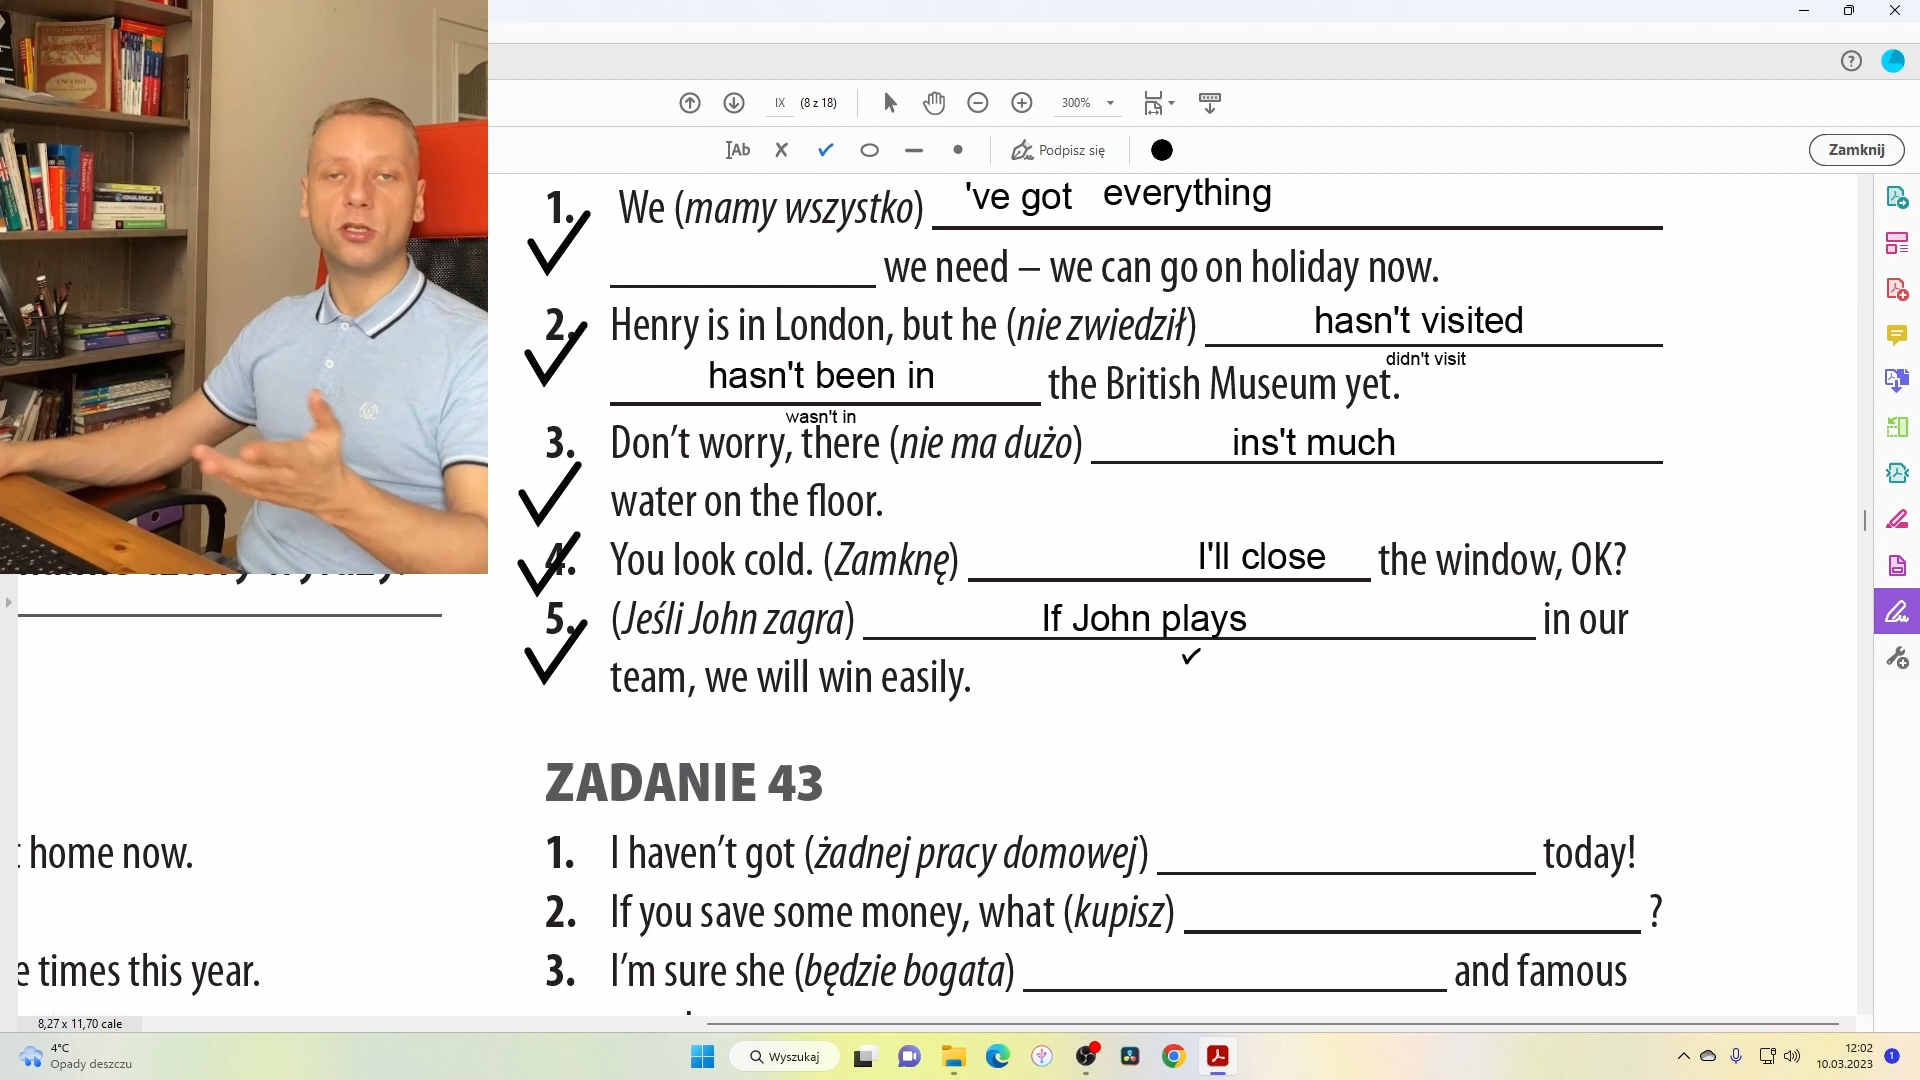 IX (8 z 18) 300%
Ab Podpisz się Zamknij
1. We (mamy wszystko) 've got everything
we need – we can go on holiday now.
2. Henry is in London, but he (nie zwiedził) hasn't visited
didn't visit
hasn't been in the British Museum yet.
wasn't in
3. Don't worry, there (nie ma dużo) ins't much
water on the floor.
4. You look cold. (Zamknę) I'll close the window, OK?
5. (Jeśli John zagra) If John plays in our
team, we will win easily.
ZADANIE 43
1. I haven't got (żadnej pracy domowej) today!
2. If you save some money, what (kupisz) ?
3. I'm sure she (będzie bogata) and famous
home now.
e times this year.
8,27 x 11,70 cale
4°C
Opady deszczu
Wyszukaj
12:02
10.03.2023
1